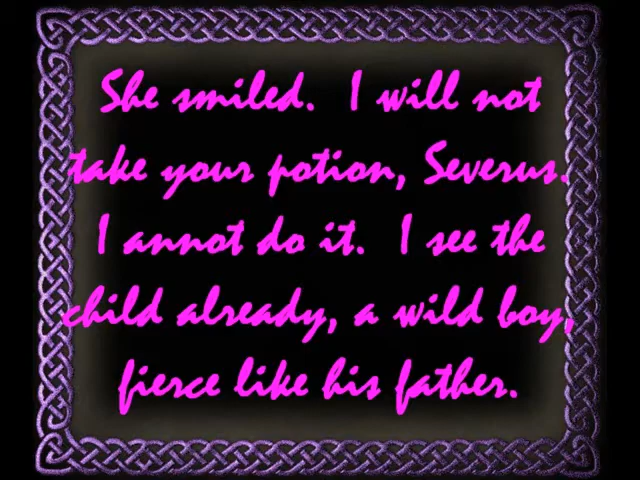 She smiled. I will not
take your potion, Severus.
I annot do it. I see the
child already, a wild boy,
fierce like his father.